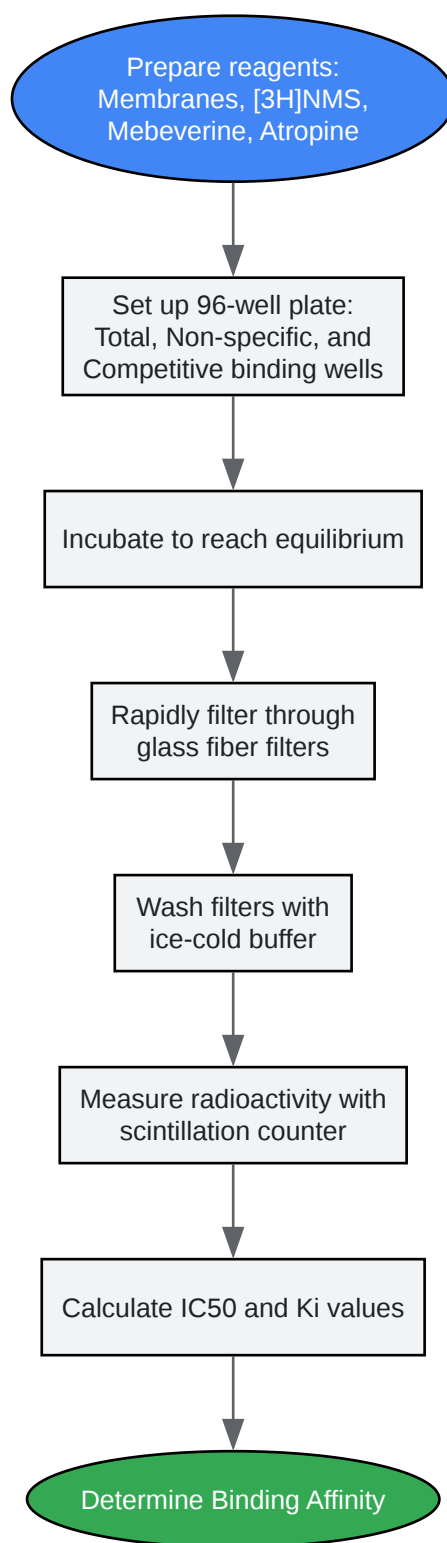 Prepare reagents:
Membranes, [3H]NMS,
Mebeverine, Atropine
Set up 96-well plate:
Total, Non-specific, and
Competitive binding wells
Incubate to reach equilibrium
Rapidly filter through
glass fiber filters
Wash filters with
ice-cold buffer
Measure radioactivity with
scintillation counter
Calculate IC50 and Ki values
Determine Binding Affinity